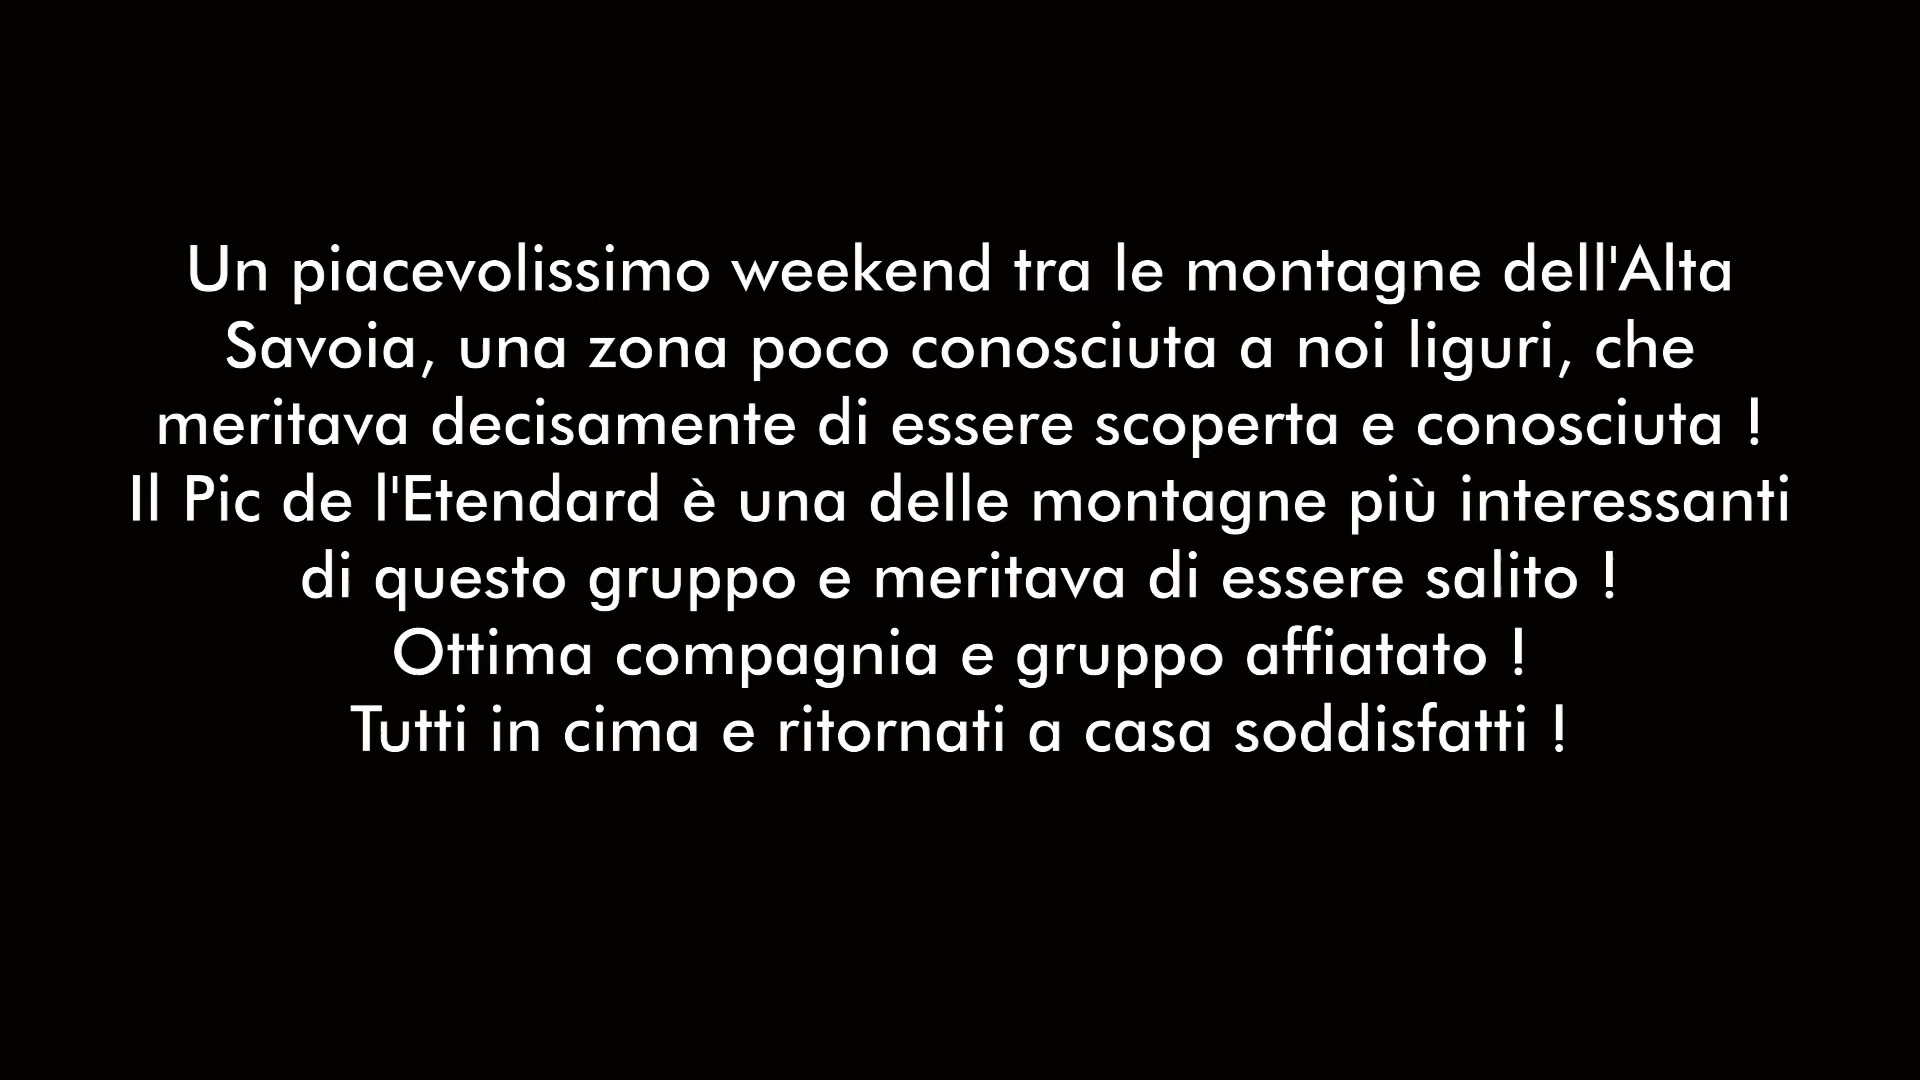 Un piacevolissimo weekend tra le montagne dell'Alta
Savoia, una zona poco conosciuta a noi liguri, che
meritava decisamente di essere scoperta e conosciuta !
Il Pic de l'Etendard è una delle montagne più interessanti
di questo gruppo e meritava di essere salito !
Ottima compagnia e gruppo affiatato !
Tutti in cima e ritornati a casa soddisfatti !